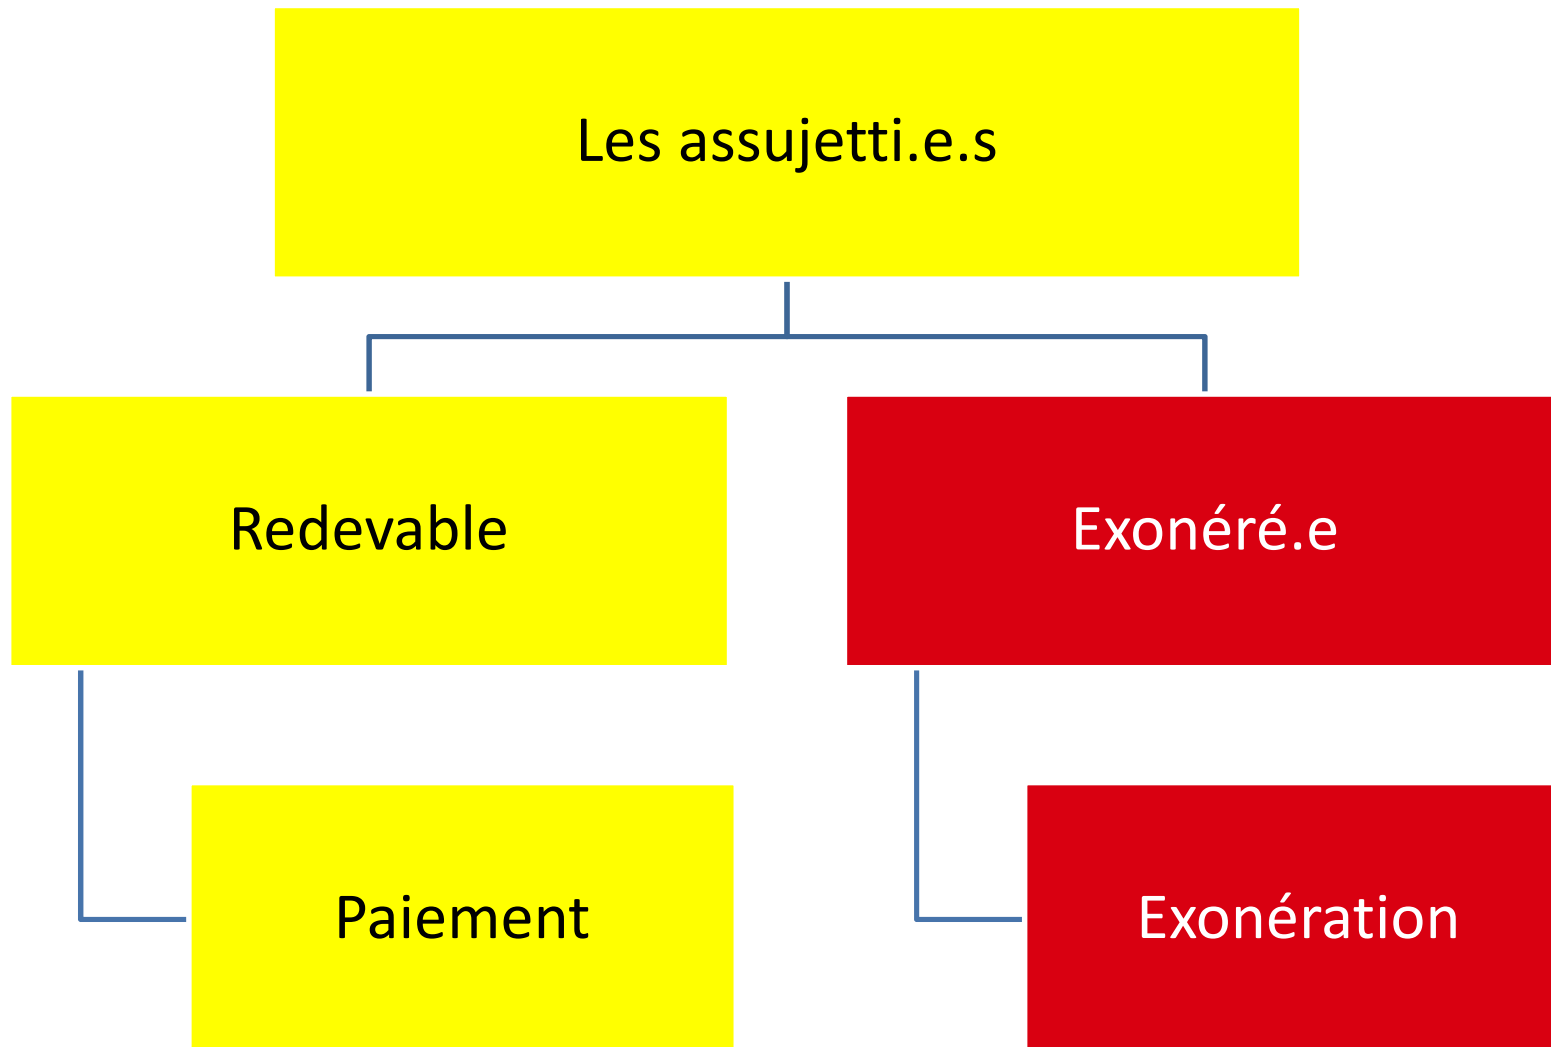 Les assujetti.e.s
Redevable
Exonéré.e
Paiement
Exonération